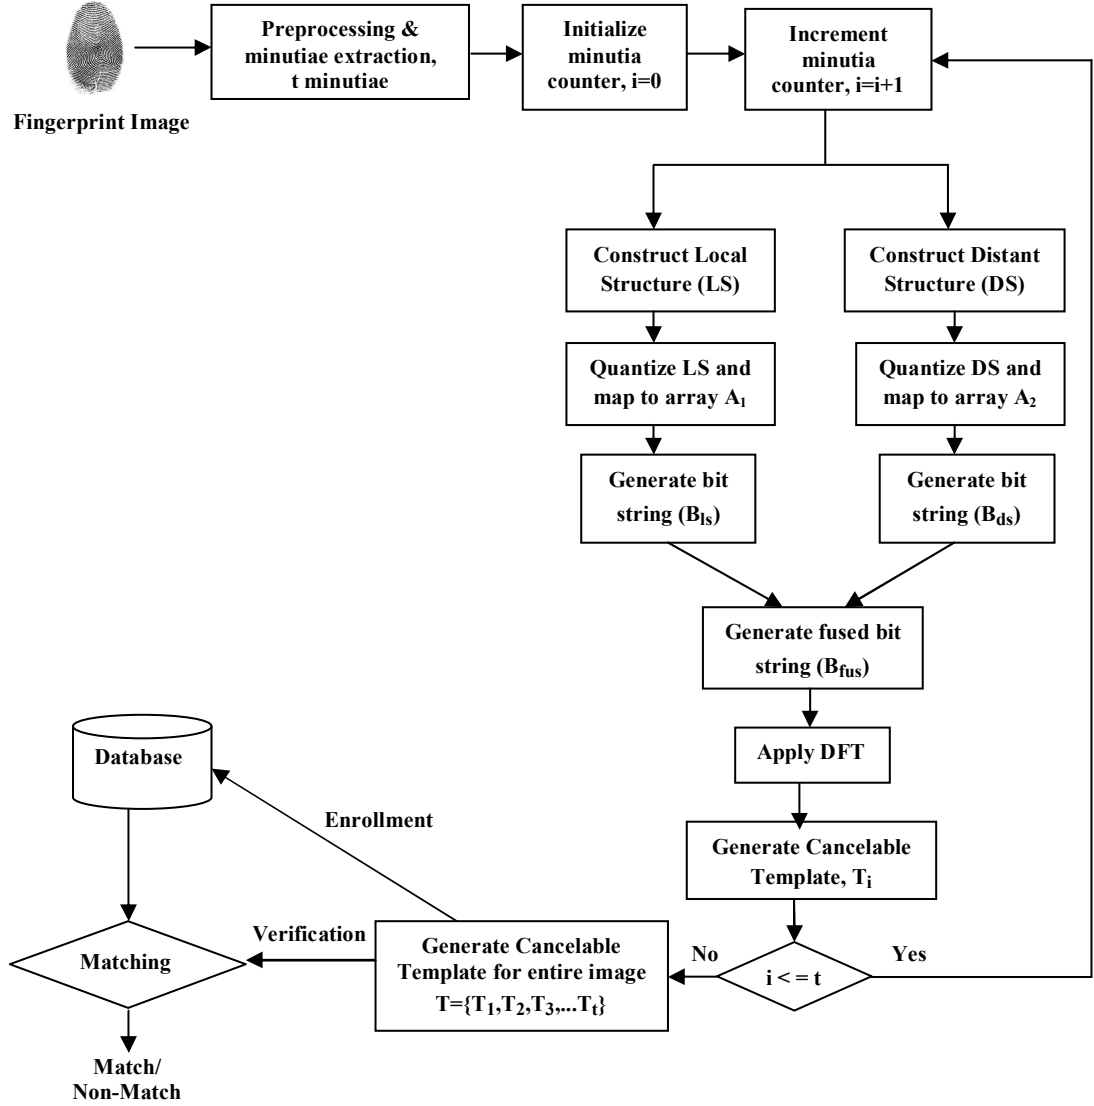 Fingerprint Image
Preprocessing &
minutiae extraction,
t minutiae
Initialize
minutia
counter, i=0
Increment
minutia
counter, i=i+1
Construct Local
Structure (LS)
Construct Distant
Structure (DS)
Quantize LS and
map to array A₁
Quantize DS and
map to array A₂
Generate bit
string (Bls)
Generate bit
string (Bds)
Generate fused bit
string (Bfus)
Apply DFT
Generate Cancelable
Template, Ti
i < = t
Yes
No
Generate Cancelable
Template for entire image
T={T1,T2,T3,...Tt}
Enrollment
Verification
Database
Matching
Match/
Non-Match